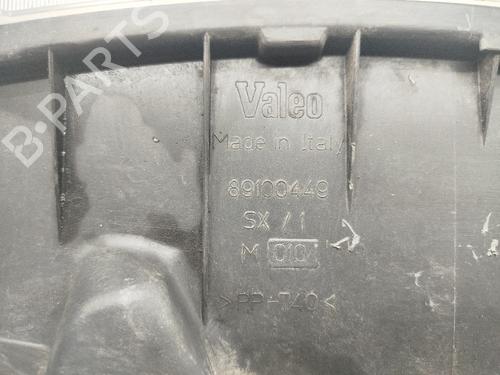 B-PARTS
Valeo
Made in Italy
89100449
SX / 1
M 010
>PP-T40<